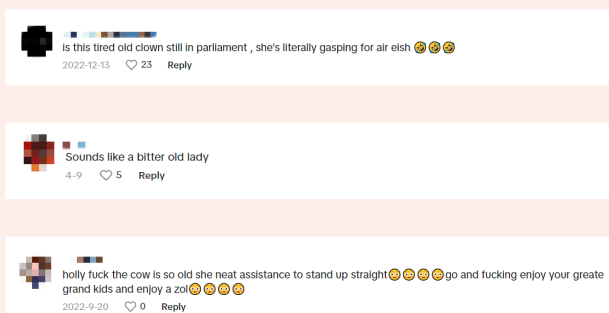 is this tired old clown still in parliament , she's literally gasping for air eish 🤣🤣🤣
2022-12-13 23 Reply
Sounds like a bitter old lady
4-9 5 Reply
holly fuck the cow is so old she neat assistance to stand up straight😳😳😳😳go and fucking enjoy your greate
grand kids and enjoy a zol😳😳😳😳
2022-9-20 0 Reply